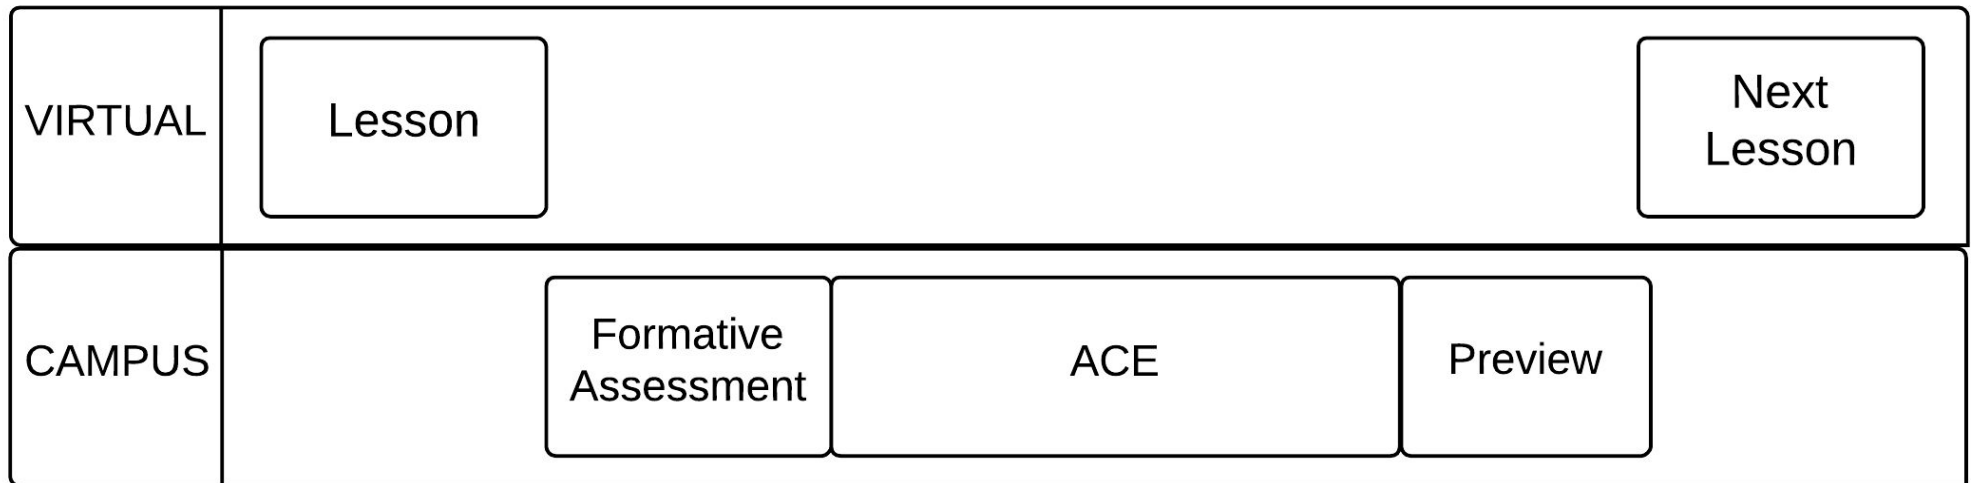 VIRTUAL
Lesson
Next
Lesson
CAMPUS
Formative
Assessment
ACE
Preview